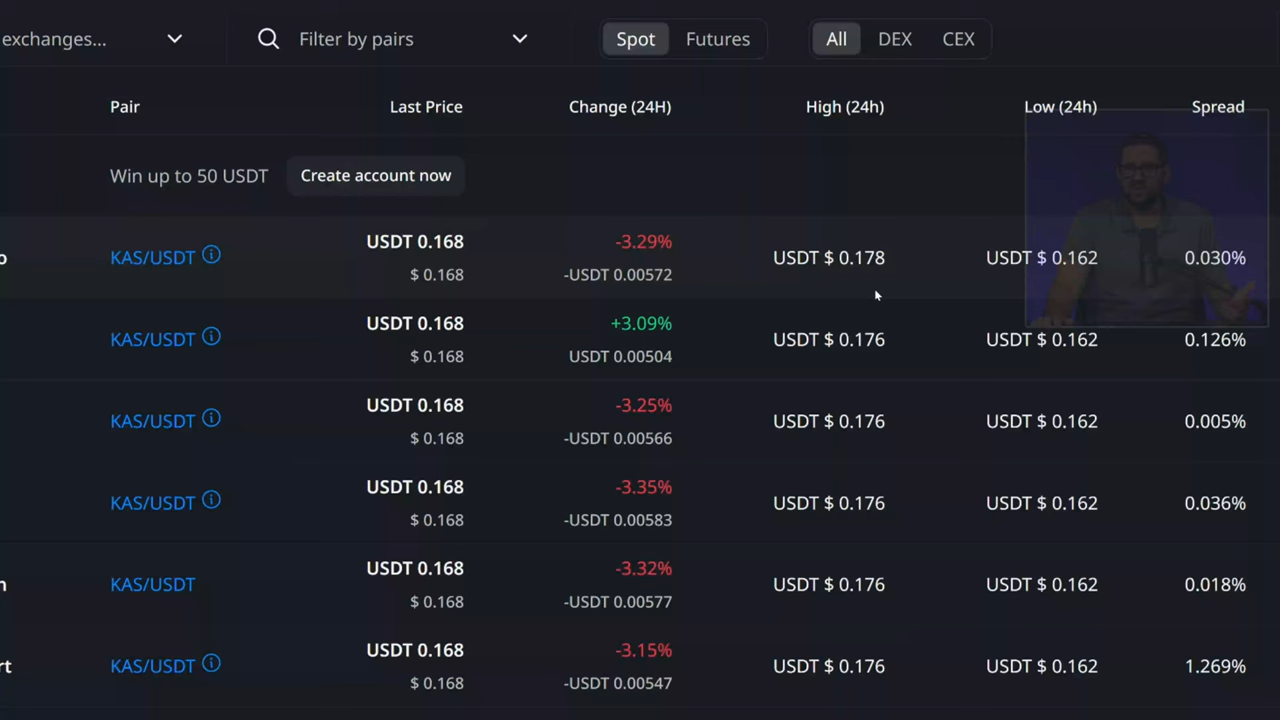 exchanges...
Filter by pairs
Spot Futures
All DEX CEX
Pair Last Price Change (24H) High (24h) Low (24h) Spread
Win up to 50 USDT Create account now
USDT 0.168 -3.29%
o KAS/USDT USDT $ 0.178 USDT $ 0.162 0.030%
$ 0.168 -USDT 0.00572
USDT 0.168 +3.09%
KAS/USDT USDT $ 0.176 USDT $ 0.162 0.126%
$ 0.168 USDT 0.00504
USDT 0.168 -3.25%
KAS/USDT USDT $ 0.176 USDT $ 0.162 0.005%
$ 0.168 -USDT 0.00566
USDT 0.168 -3.35%
KAS/USDT USDT $ 0.176 USDT $ 0.162 0.036%
$ 0.168 -USDT 0.00583
USDT 0.168 -3.32%
KAS/USDT USDT $ 0.176 USDT $ 0.162 0.018%
$ 0.168 -USDT 0.00577
USDT 0.168 -3.15%
rt KAS/USDT USDT $ 0.176 USDT $ 0.162 1.269%
$ 0.168 -USDT 0.00547